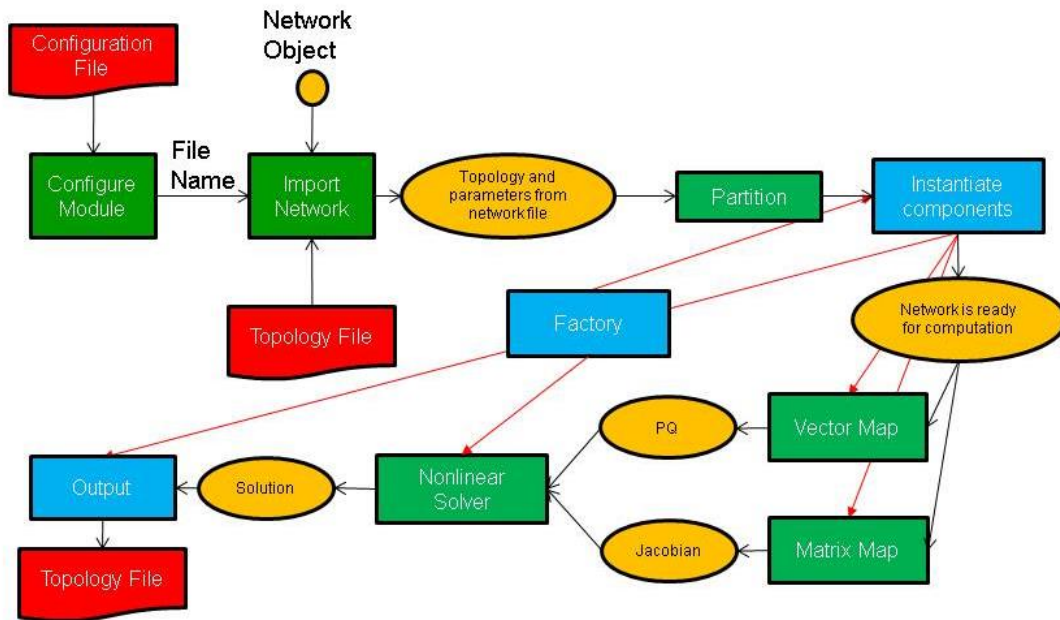 Network
Object
Configuration
File
File
Name
Configure
Module
Import
Network
Topology and
parameters from
network file
Partition
Instantiate
components
Topology File
Factory
Network is ready
for computation
PQ
Vector Map
Output
Solution
Nonlinear
Solver
Jacobian
Matrix Map
Topology File